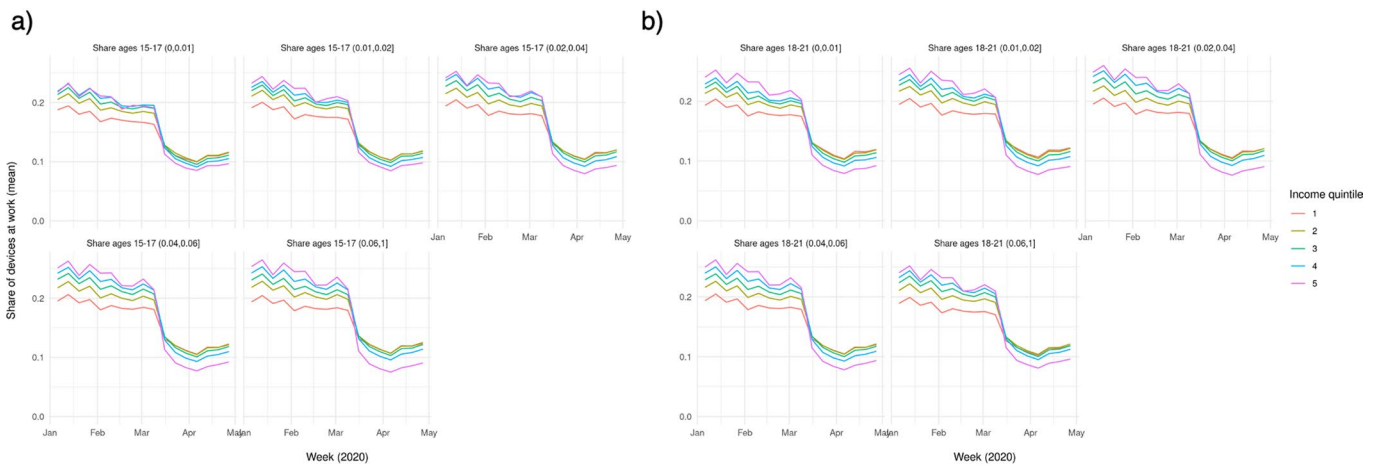 a)
b)
Share ages 15-17 (0,0.01]
Share ages 15-17 (0.01,0.02]
Share ages 15-17 (0.02,0.04]
Share ages 18-21 (0,0.01]
Share ages 18-21 (0.01,0.02]
Share ages 18-21 (0.02,0.04]
0.2
0.1
0.0
0.2
0.1
0.0
Jan Feb Mar Apr May
Jan Feb Mar Apr May
Share ages 15-17 (0.04,0.06]
Share ages 15-17 (0.06,1]
Share ages 18-21 (0.04,0.06]
Share ages 18-21 (0.06,1]
0.2
0.1
0.0
0.2
0.1
0.0
Jan Feb Mar Apr May
Jan Feb Mar Apr May
Jan Feb Mar Apr May
Jan Feb Mar Apr May
Share of devices at work (mean)
Week (2020)
Week (2020)
Income quintile
1
2
3
4
5